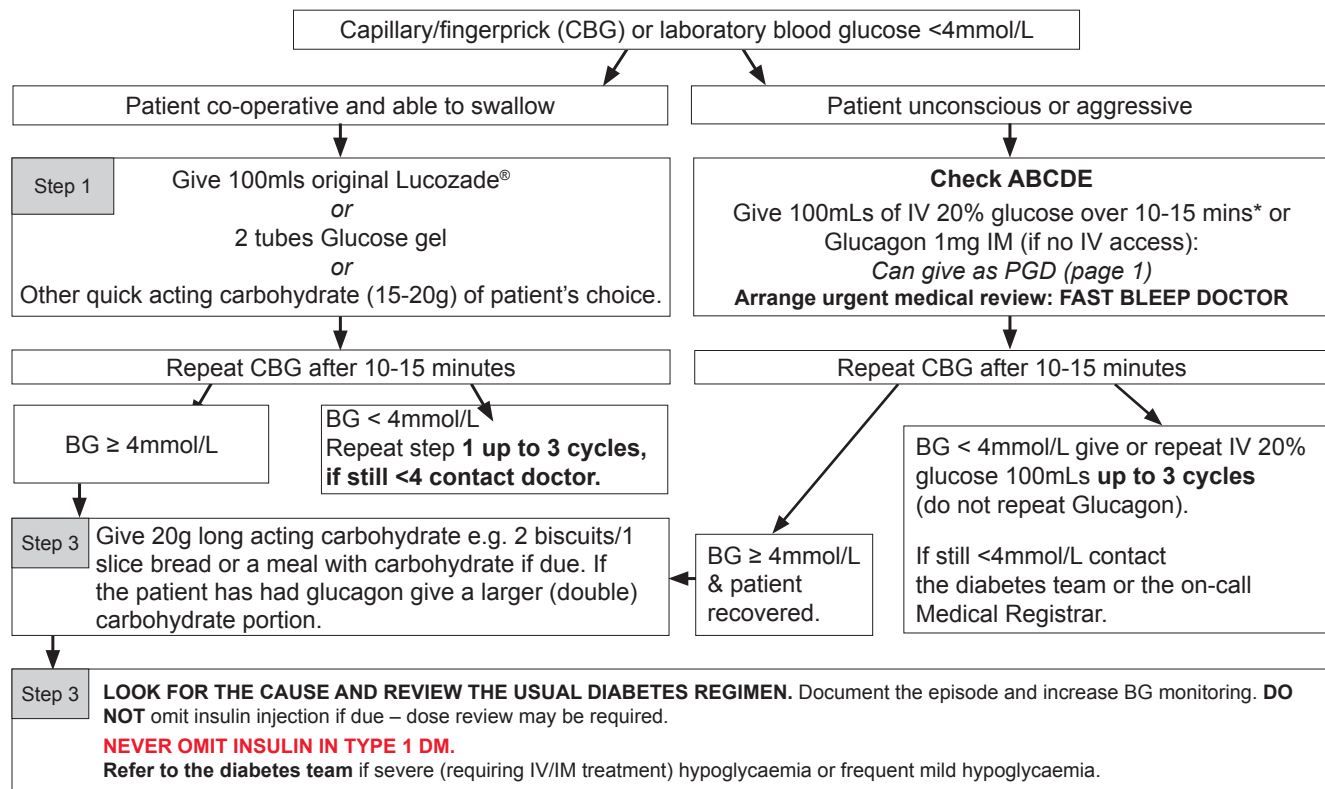 Capillary/fingerprick (CBG) or laboratory blood glucose <4mmol/L
Patient co-operative and able to swallow
Step 1
Give 100mls original Lucozade®
or
2 tubes Glucose gel
or
Other quick acting carbohydrate (15-20g) of patient’s choice.
Repeat CBG after 10-15 minutes
BG ≥ 4mmol/L
BG < 4mmol/L
Repeat step 1 up to 3 cycles,
if still <4 contact doctor.
Patient unconscious or aggressive
Check ABCDE
Give 100mLs of IV 20% glucose over 10-15 mins* or
Glucagon 1mg IM (if no IV access):
Can give as PGD (page 1)
Arrange urgent medical review: FAST BLEEP DOCTOR
Repeat CBG after 10-15 minutes
BG ≥ 4mmol/L
& patient
recovered.
BG < 4mmol/L give or repeat IV 20%
glucose 100mLs up to 3 cycles
(do not repeat Glucagon).
If still <4mmol/L contact
the diabetes team or the on-call
Medical Registrar.
Step 3
Give 20g long acting carbohydrate e.g. 2 biscuits/1
slice bread or a meal with carbohydrate if due. If
the patient has had glucagon give a larger (double)
carbohydrate portion.
Step 3
LOOK FOR THE CAUSE AND REVIEW THE USUAL DIABETES REGIMEN. Document the episode and increase BG monitoring. DO
NOT omit insulin injection if due – dose review may be required.
NEVER OMIT INSULIN IN TYPE 1 DM.
Refer to the diabetes team if severe (requiring IV/IM treatment) hypoglycaemia or frequent mild hypoglycaemia.